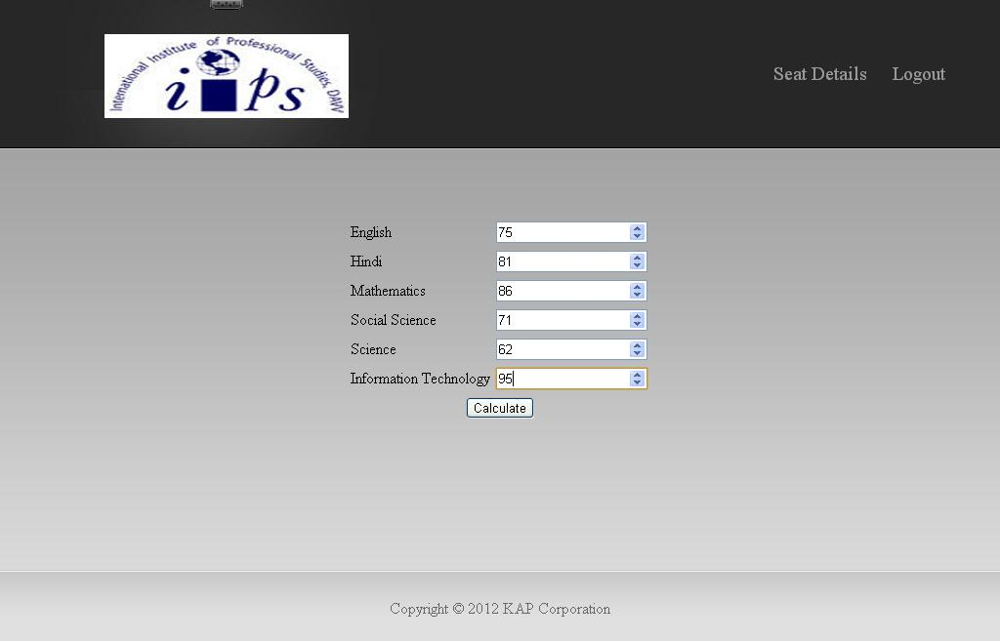 International Institute of Professional Studies, DAVV
i ps
Seat Details Logout
English 75
Hindi 81
Mathematics 86
Social Science 71
Science 62
Information Technology 95
Calculate
Copyright © 2012 KAP Corporation